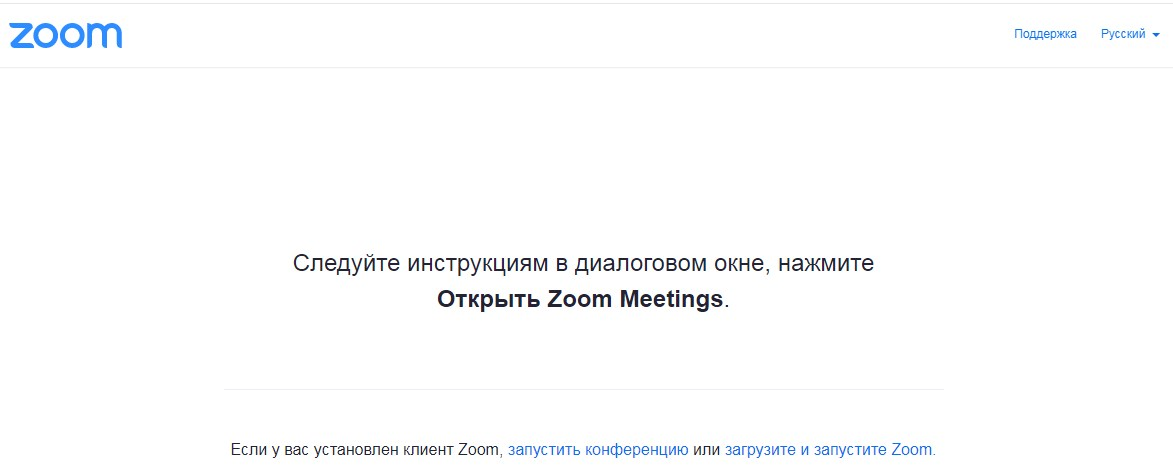 zoom
Поддержка Русский
Следуйте инструкциям в диалоговом окне, нажмите
Открыть Zoom Meetings.
Если у вас установлен клиент Zoom, запустить конференцию или загрузите и запустите Zoom.